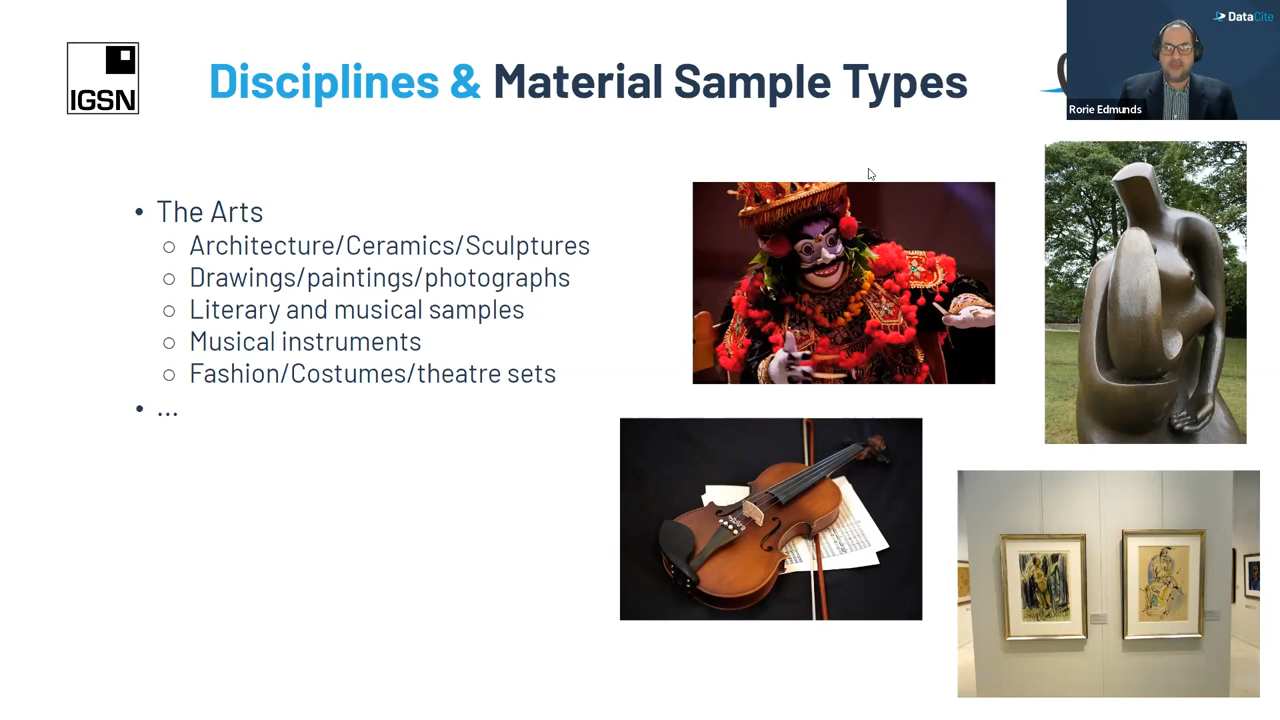 IGSN
Disciplines & Material Sample Types
DataCite
Rorie Edmunds
• The Arts
○ Architecture/Ceramics/Sculptures
○ Drawings/paintings/photographs
○ Literary and musical samples
○ Musical instruments
○ Fashion/Costumes/theatre sets
• ...